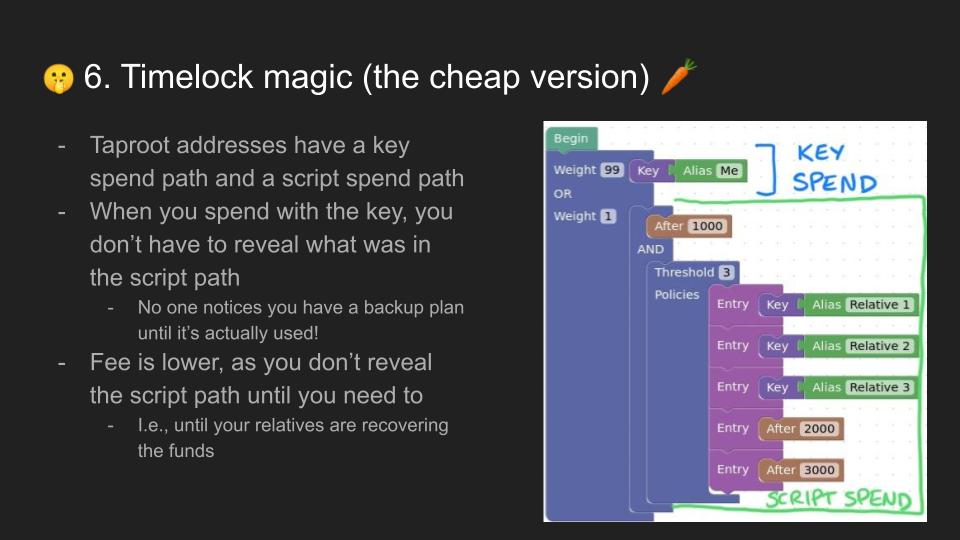 🤫 6. Timelock magic (the cheap version) 🥕
- Taproot addresses have a key
spend path and a script spend path
- When you spend with the key, you
don’t have to reveal what was in
the script path
- No one notices you have a backup plan
until it’s actually used!
- Fee is lower, as you don’t reveal
the script path until you need to
- I.e., until your relatives are recovering
the funds
Begin
Weight 99 Key Alias Me
KEY
SPEND
OR
Weight 1
After 1000
AND
Threshold 3
Policies
Entry Key Alias Relative 1
Entry Key Alias Relative 2
Entry Key Alias Relative 3
Entry After 2000
Entry After 3000
SCRIPT SPEND